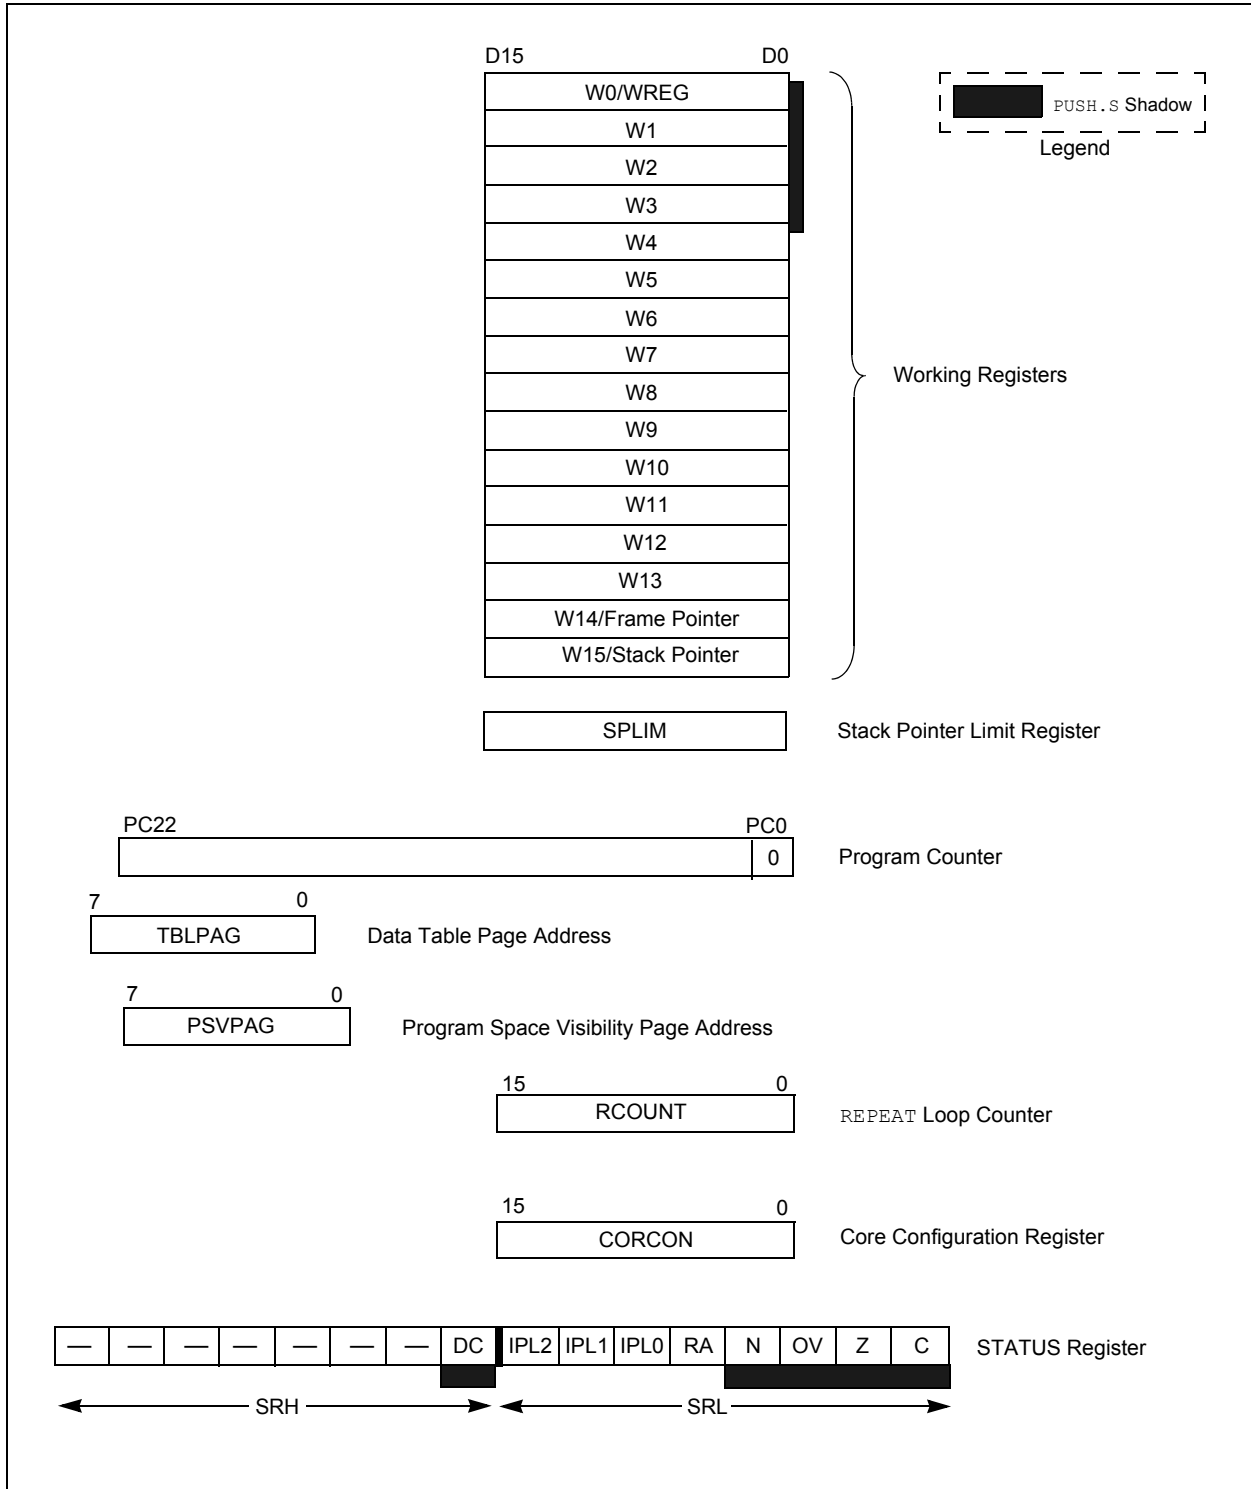 D15 D0
W0/WREG
PUSH.S Shadow
Legend
W1
W2
W3
W4
W5
W6
W7
W8
Working Registers
W9
W10
W11
W12
W13
W14/Frame Pointer
W15/Stack Pointer
SPLIM Stack Pointer Limit Register
PC22 PC0
0 Program Counter
7 0
TBLPAG Data Table Page Address
7 0
PSVPAG Program Space Visibility Page Address
15 0
RCOUNT REPEAT Loop Counter
15 0
CORCON Core Configuration Register
— — — — — — — DC IPL2 IPL1 IPL0 RA N OV Z C STATUS Register
SRH SRL